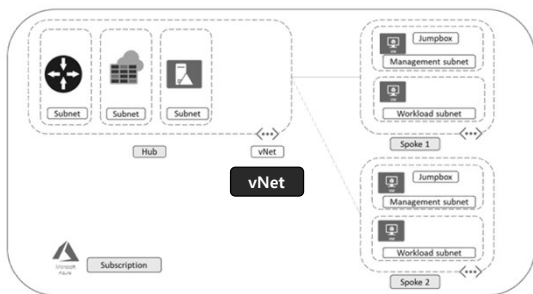 Jumpbox
Management subnet
Workload subnet
Subnet
Subnet
Subnet
Hub
vNet
Spoke 1
vNet
Jumpbox
Management subnet
Workload subnet
Microsoft
Azure
Subscription
Spoke 2